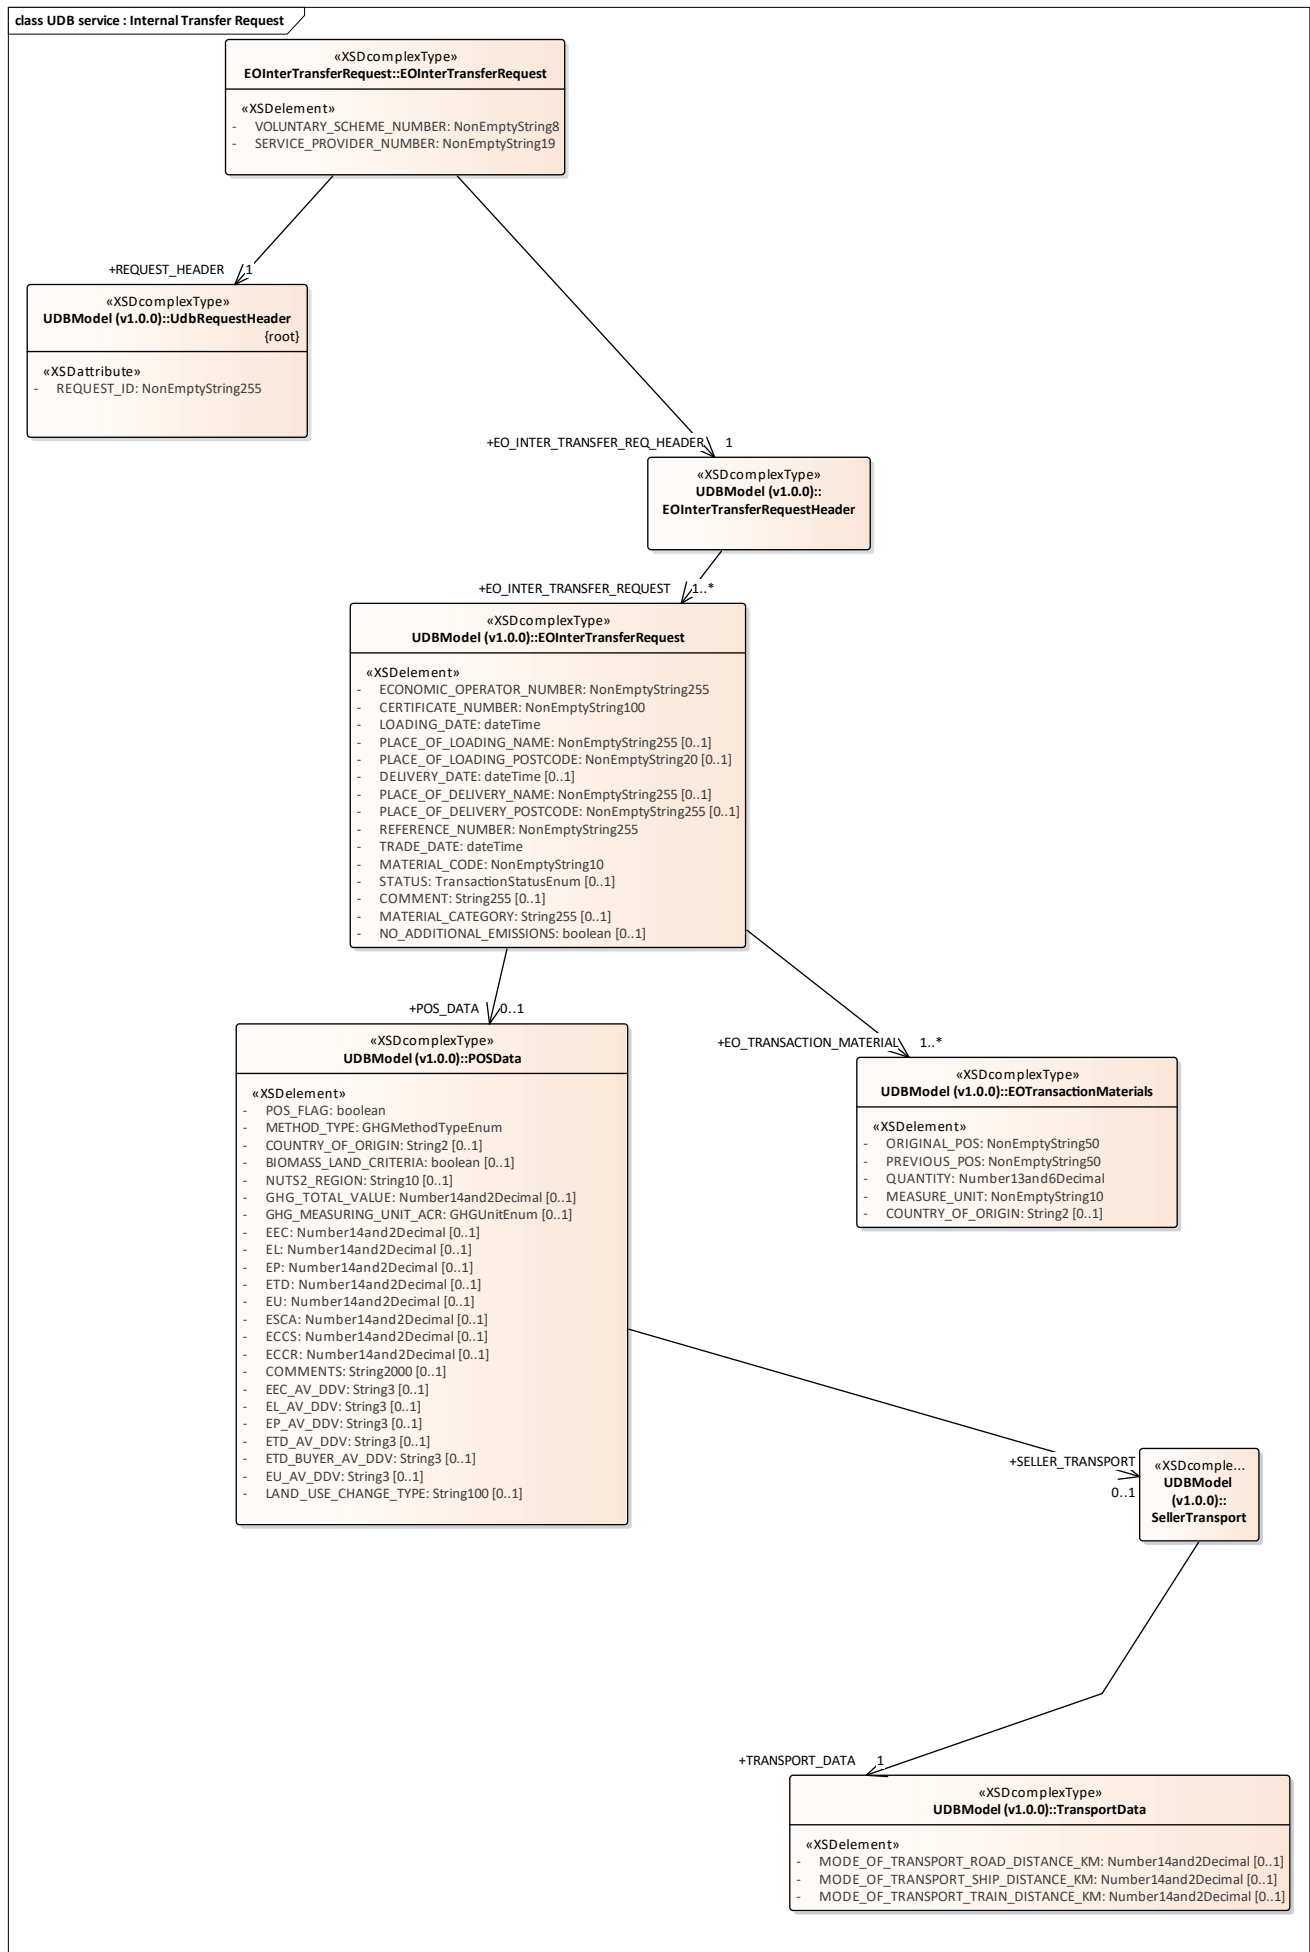 class UDB service : Internal Transfer Request
«XSDcomplexType»
EOInterTransferRequest::EOInterTransferRequest
«XSDelement»
- VOLUNTARY_SCHEME_NUMBER: NonEmptyString8
- SERVICE_PROVIDER_NUMBER: NonEmptyString19
+REQUEST_HEADER 1
«XSDcomplexType»
UDBModel (v1.0.0)::UdbRequestHeader
{root}
«XSDattribute»
- REQUEST_ID: NonEmptyString255
+EO_INTER_TRANSFER_REQ_HEADER 1
«XSDcomplexType»
UDBModel (v1.0.0)::
EOInterTransferRequestHeader
+EO_INTER_TRANSFER_REQUEST 1..*
«XSDcomplexType»
UDBModel (v1.0.0)::EOInterTransferRequest
«XSDelement»
- ECONOMIC_OPERATOR_NUMBER: NonEmptyString255
- CERTIFICATE_NUMBER: NonEmptyString100
- LOADING_DATE: dateTime
- PLACE_OF_LOADING_NAME: NonEmptyString255 [0..1]
- PLACE_OF_LOADING_POSTCODE: NonEmptyString20 [0..1]
- DELIVERY_DATE: dateTime [0..1]
- PLACE_OF_DELIVERY_NAME: NonEmptyString255 [0..1]
- PLACE_OF_DELIVERY_POSTCODE: NonEmptyString255 [0..1]
- REFERENCE_NUMBER: NonEmptyString255
- TRADE_DATE: dateTime
- MATERIAL_CODE: NonEmptyString10
- STATUS: TransactionStatusEnum [0..1]
- COMMENT: String255 [0..1]
- MATERIAL_CATEGORY: String255 [0..1]
- NO_ADDITIONAL_EMISSIONS: boolean [0..1]
+POS_DATA 0..1
«XSDcomplexType»
UDBModel (v1.0.0)::POSData
«XSDelement»
- POS_FLAG: boolean
- METHOD_TYPE: GHGMethodTypeEnum
- COUNTRY_OF_ORIGIN: String2 [0..1]
- BIOMASS_LAND_CRITERIA: boolean [0..1]
- NUTS2_REGION: String10 [0..1]
- GHG_TOTAL_VALUE: Number14and2Decimal [0..1]
- GHG_MEASURING_UNIT_ACR: GHGUnitEnum [0..1]
- EEC: Number14and2Decimal [0..1]
- EL: Number14and2Decimal [0..1]
- EP: Number14and2Decimal [0..1]
- ETD: Number14and2Decimal [0..1]
- EU: Number14and2Decimal [0..1]
- ESCA: Number14and2Decimal [0..1]
- ECCS: Number14and2Decimal [0..1]
- ECCR: Number14and2Decimal [0..1]
- COMMENTS: String2000 [0..1]
- EEC_AV_DDV: String3 [0..1]
- EL_AV_DDV: String3 [0..1]
- EP_AV_DDV: String3 [0..1]
- ETD_AV_DDV: String3 [0..1]
- ETD_BUYER_AV_DDV: String3 [0..1]
- EU_AV_DDV: String3 [0..1]
- LAND_USE_CHANGE_TYPE: String100 [0..1]
+EO_TRANSACTION_MATERIAL 1..*
«XSDcomplexType»
UDBModel (v1.0.0)::EOTransactionMaterials
«XSDelement»
- ORIGINAL_POS: NonEmptyString50
- PREVIOUS_POS: NonEmptyString50
- QUANTITY: Number13and6Decimal
- MEASURE_UNIT: NonEmptyString10
- COUNTRY_OF_ORIGIN: String2 [0..1]
+SELLER_TRANSPORT
0..1
«XSDcomple...
UDBModel
(v1.0.0)::
SellerTransport
+TRANSPORT_DATA 1
«XSDcomplexType»
UDBModel (v1.0.0)::TransportData
«XSDelement»
- MODE_OF_TRANSPORT_ROAD_DISTANCE_KM: Number14and2Decimal [0..1]
- MODE_OF_TRANSPORT_SHIP_DISTANCE_KM: Number14and2Decimal [0..1]
- MODE_OF_TRANSPORT_TRAIN_DISTANCE_KM: Number14and2Decimal [0..1]